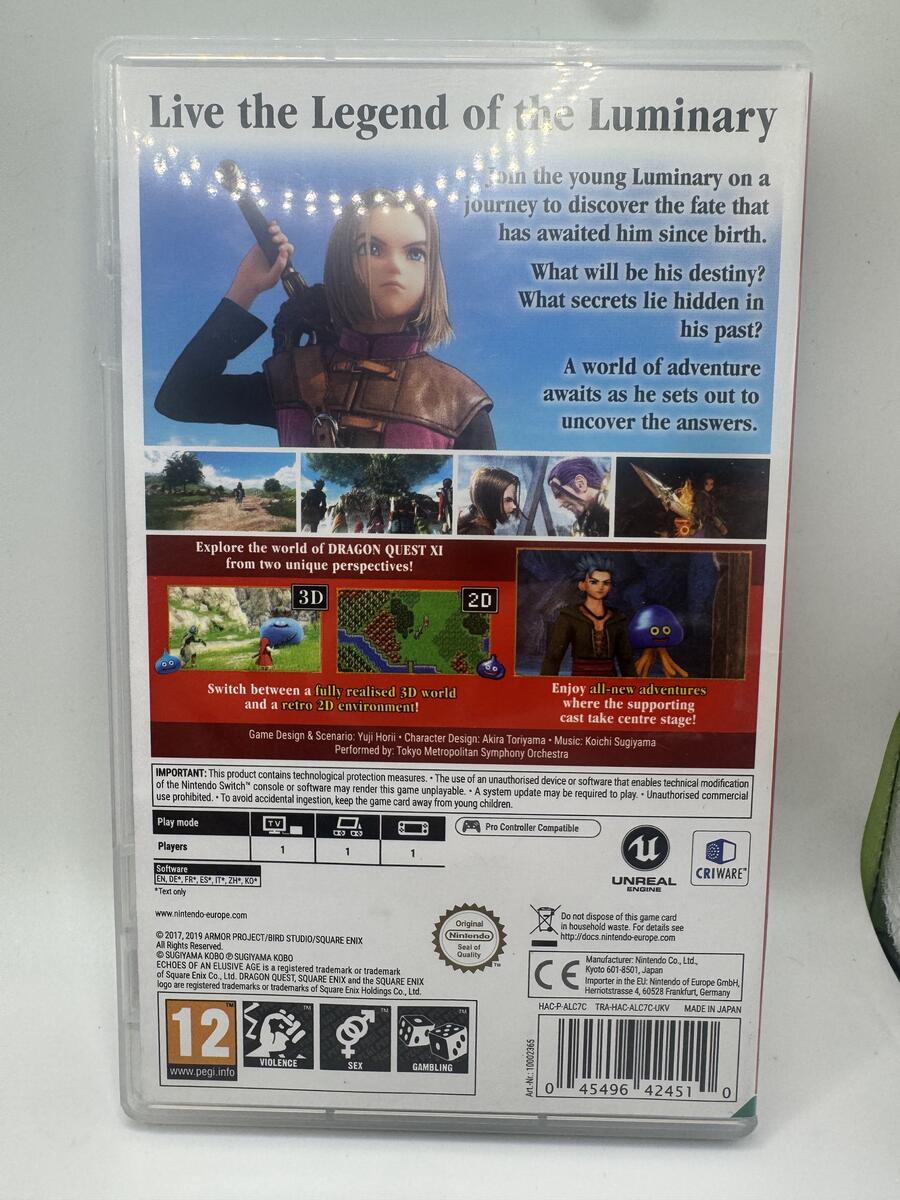 Live the Legend of the Luminary
Join the young Luminary on a
journey to discover the fate that
has awaited him since birth.
What will be his destiny?
What secrets lie hidden in
his past?
A world of adventure
awaits as he sets out to
uncover the answers.
Explore the world of DRAGON QUEST XI
from two unique perspectives!
3D
2D
Switch between a fully realised 3D world
and a retro 2D environment!
Enjoy all-new adventures
where the supporting
cast take centre stage!
Game Design & Scenario: Yuji Horii • Character Design: Akira Toriyama • Music: Koichi Sugiyama
Performed by: Tokyo Metropolitan Symphony Orchestra
IMPORTANT: This product contains technological protection measures. • The use of an unauthorised device or software that enables technical modification
of the Nintendo Switch™ console or software may render this game unplayable. • A system update may be required to play. • Unauthorised commercial
use prohibited. • To avoid accidental ingestion, keep the game card away from young children.
Play mode
TV
Players 1 1 1
Pro Controller Compatible
Software
EN, DE*, FR*, ES*, IT*, ZH*, KO*
*Text only
UNREAL
ENGINE
CRIWARE™
www.nintendo-europe.com
© 2017, 2019 ARMOR PROJECT/BIRD STUDIO/SQUARE ENIX
All Rights Reserved.
© SUGIYAMA KOBO ℗ SUGIYAMA KOBO
ECHOES OF AN ELUSIVE AGE is a registered trademark or trademark
of Square Enix Co., Ltd. DRAGON QUEST, SQUARE ENIX and the SQUARE ENIX
logo are registered trademarks or trademarks of Square Enix Holdings Co., Ltd.
Original
Nintendo
Seal of
Quality
TM
Do not dispose of this game card
in household waste. For details see
http://docs.nintendo-europe.com
CE
Manufacturer: Nintendo Co., Ltd.,
Kyoto 601-8501, Japan
Importer in the EU: Nintendo of Europe GmbH,
Herriotstrasse 4, 60528 Frankfurt, Germany
HAC-P-ALC7C TRA-HAC-ALC7C-UKV MADE IN JAPAN
12
TM
www.pegi.info
VIOLENCE
TM
SEX
TM
GAMBLING
TM
Art.-Nr.: 10002365
0 45496 42451 0